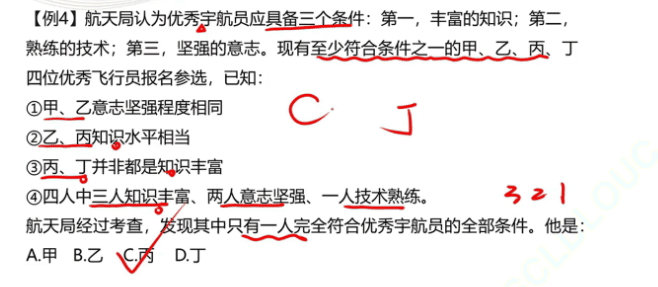 【例4】航天局认为优秀宇航员应具备三个条件：第一，丰富的知识；第二，
熟练的技术；第三，坚强的意志。现有至少符合条件之一的甲、乙、丙、丁
四位优秀飞行员报名参选，已知：
①甲、乙意志坚强程度相同
C. 丁
②乙、丙知识水平相当
③丙、丁并非都是知识丰富
④四人中三人知识丰富、两人意志坚强、一人技术熟练。
3 2 1
航天局经过考查，发现其中只有一人完全符合优秀宇航员的全部条件。他是：
A.甲 B.乙 C.丙 D.丁